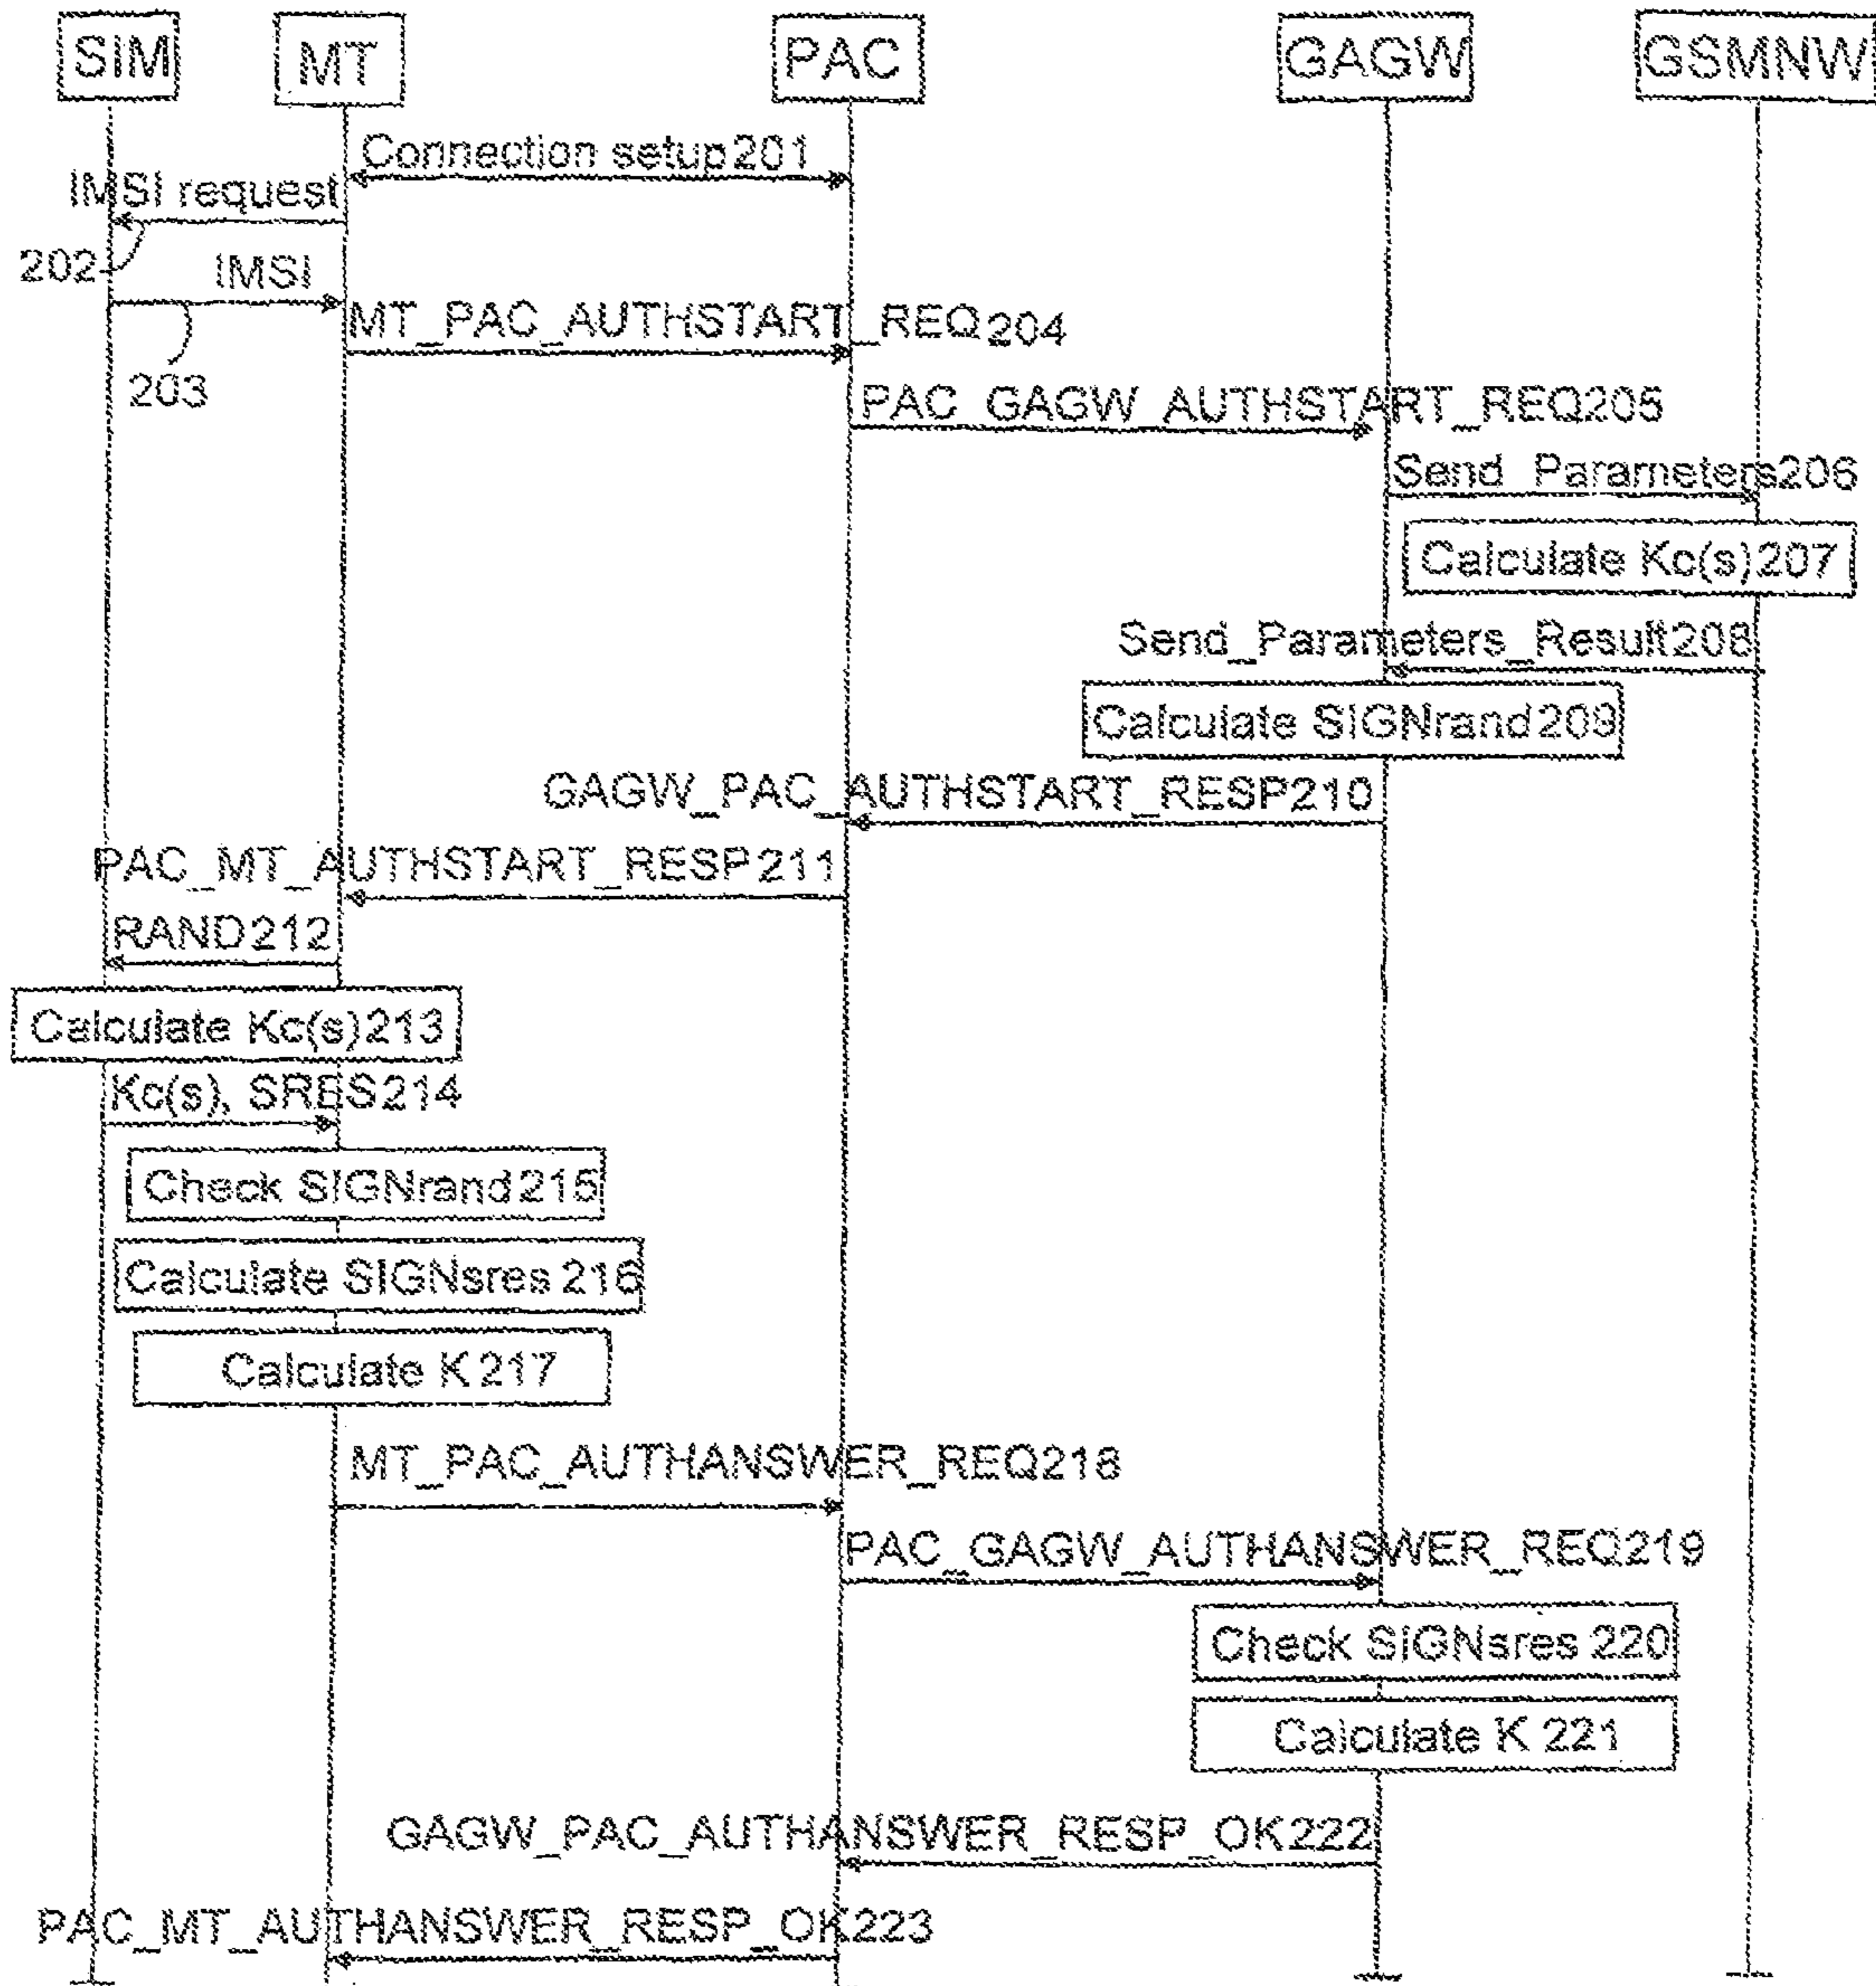 SIM MT PAC GAGW GSMNW
Connection setup201
IMSI request
202
IMSI
203
MT_PAC_AUTHSTART_REQ204
PAC_GAGW_AUTHSTART_REQ205
Send_Parameters206
Calculate Kc(s)207
Send_Parameters_Result208
Calculate SIGNrand209
GAGW_PAC_AUTHSTART_RESP210
PAC_MT_AUTHSTART_RESP211
RAND212
Calculate Kc(s)213
Kc(s), SRES214
Check SIGNrand215
Calculate SIGNsres 216
Calculate K217
MT_PAC_AUTHANSWER_REQ218
PAC_GAGW_AUTHANSWER_REQ219
Check SIGNsres 220
Calculate K 221
GAGW_PAC_AUTHANSWER_RESP_OK222
PAC_MT_AUTHANSWER_RESP_OK223